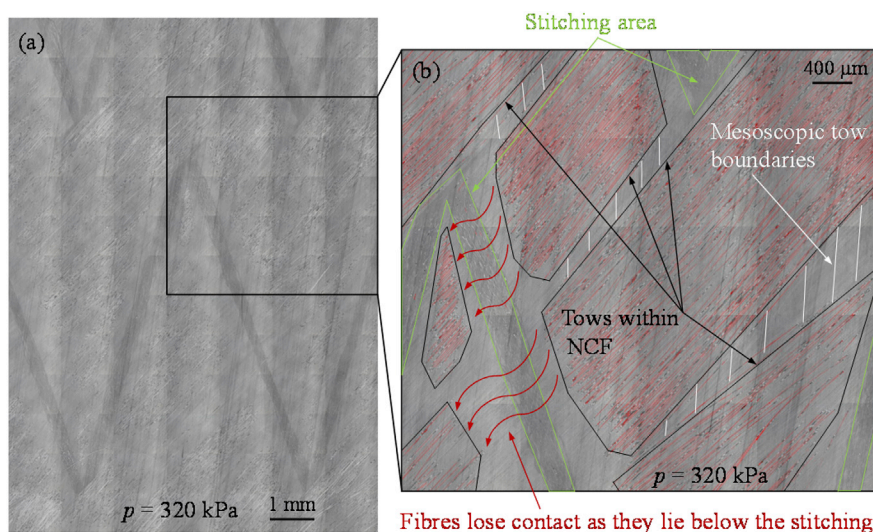 (a)
p = 320 kPa
1 mm
Stitching area
(b)
400 μm
Mesoscopic tow
boundaries
Tows within
NCF
p = 320 kPa
Fibres lose contact as they lie below the stitching